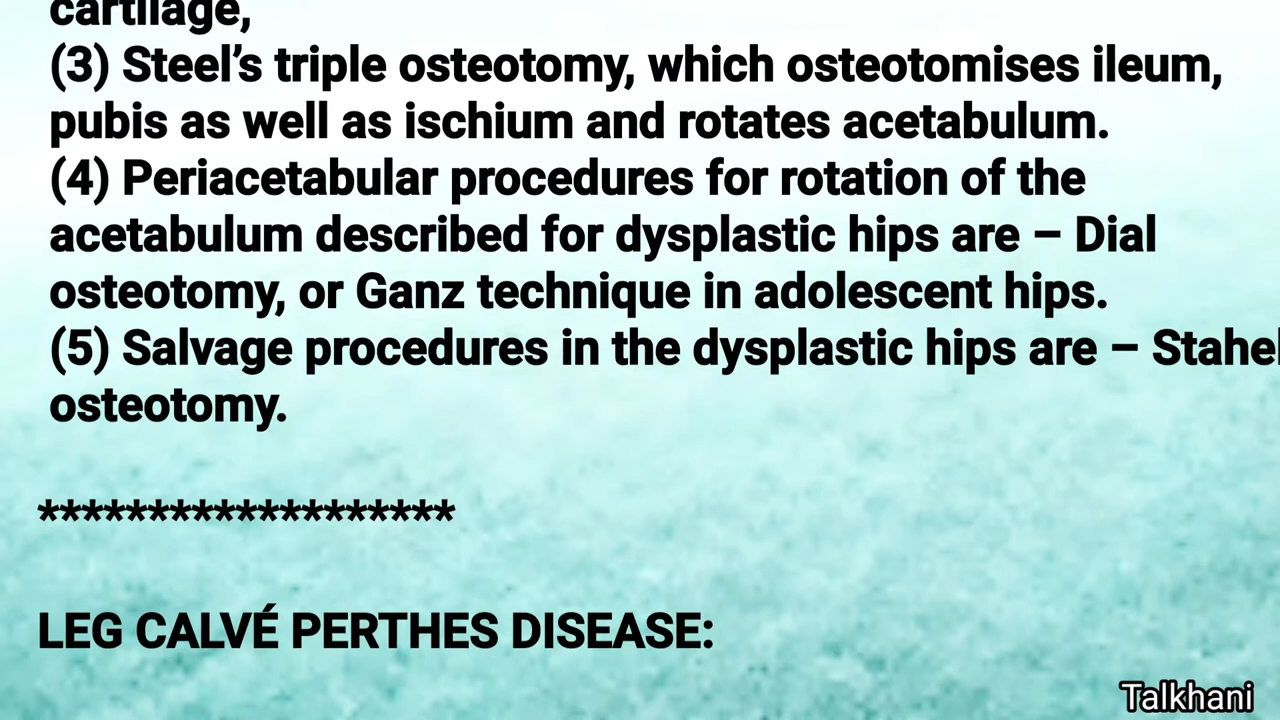 cartilage,
(3) Steel’s triple osteotomy, which osteotomises ileum,
pubis as well as ischium and rotates acetabulum.
(4) Periacetabular procedures for rotation of the
acetabulum described for dysplastic hips are – Dial
osteotomy, or Ganz technique in adolescent hips.
(5) Salvage procedures in the dysplastic hips are –
osteotomy.
*******************
LEG CALVÉ PERTHES DISEASE:
Talkhani